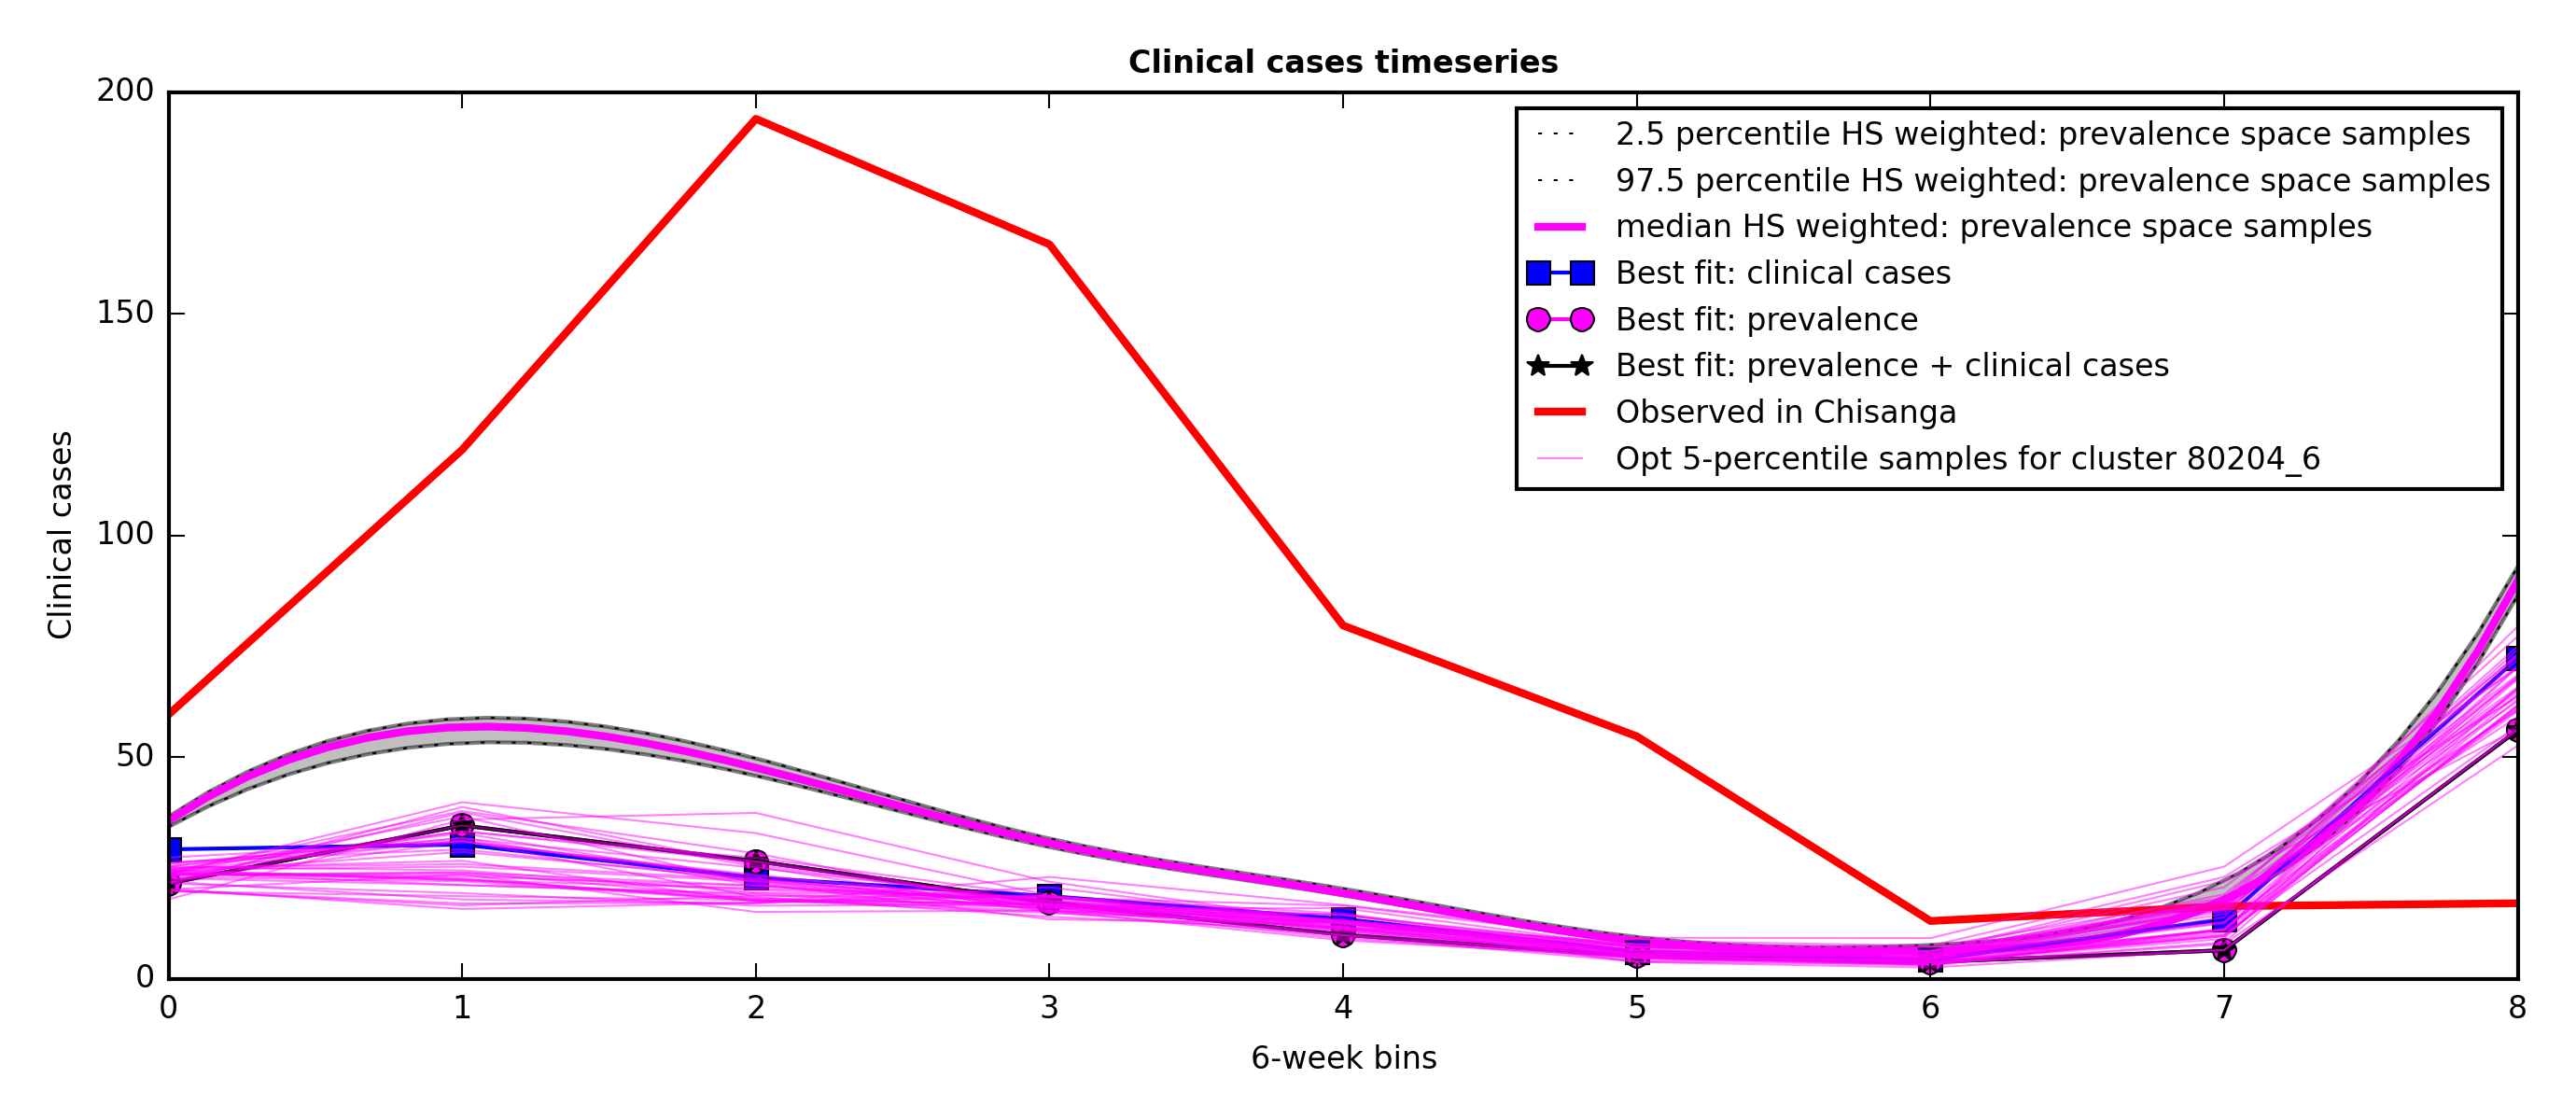 Clinical cases timeseries
200
150
100
50
0
Clinical cases
2.5 percentile HS weighted: prevalence space samples
97.5 percentile HS weighted: prevalence space samples
median HS weighted: prevalence space samples
Best fit: clinical cases
Best fit: prevalence
Best fit: prevalence + clinical cases
Observed in Chisanga
Opt 5-percentile samples for cluster 80204_6
0 1 2 3 4 5 6 7 8
6-week bins